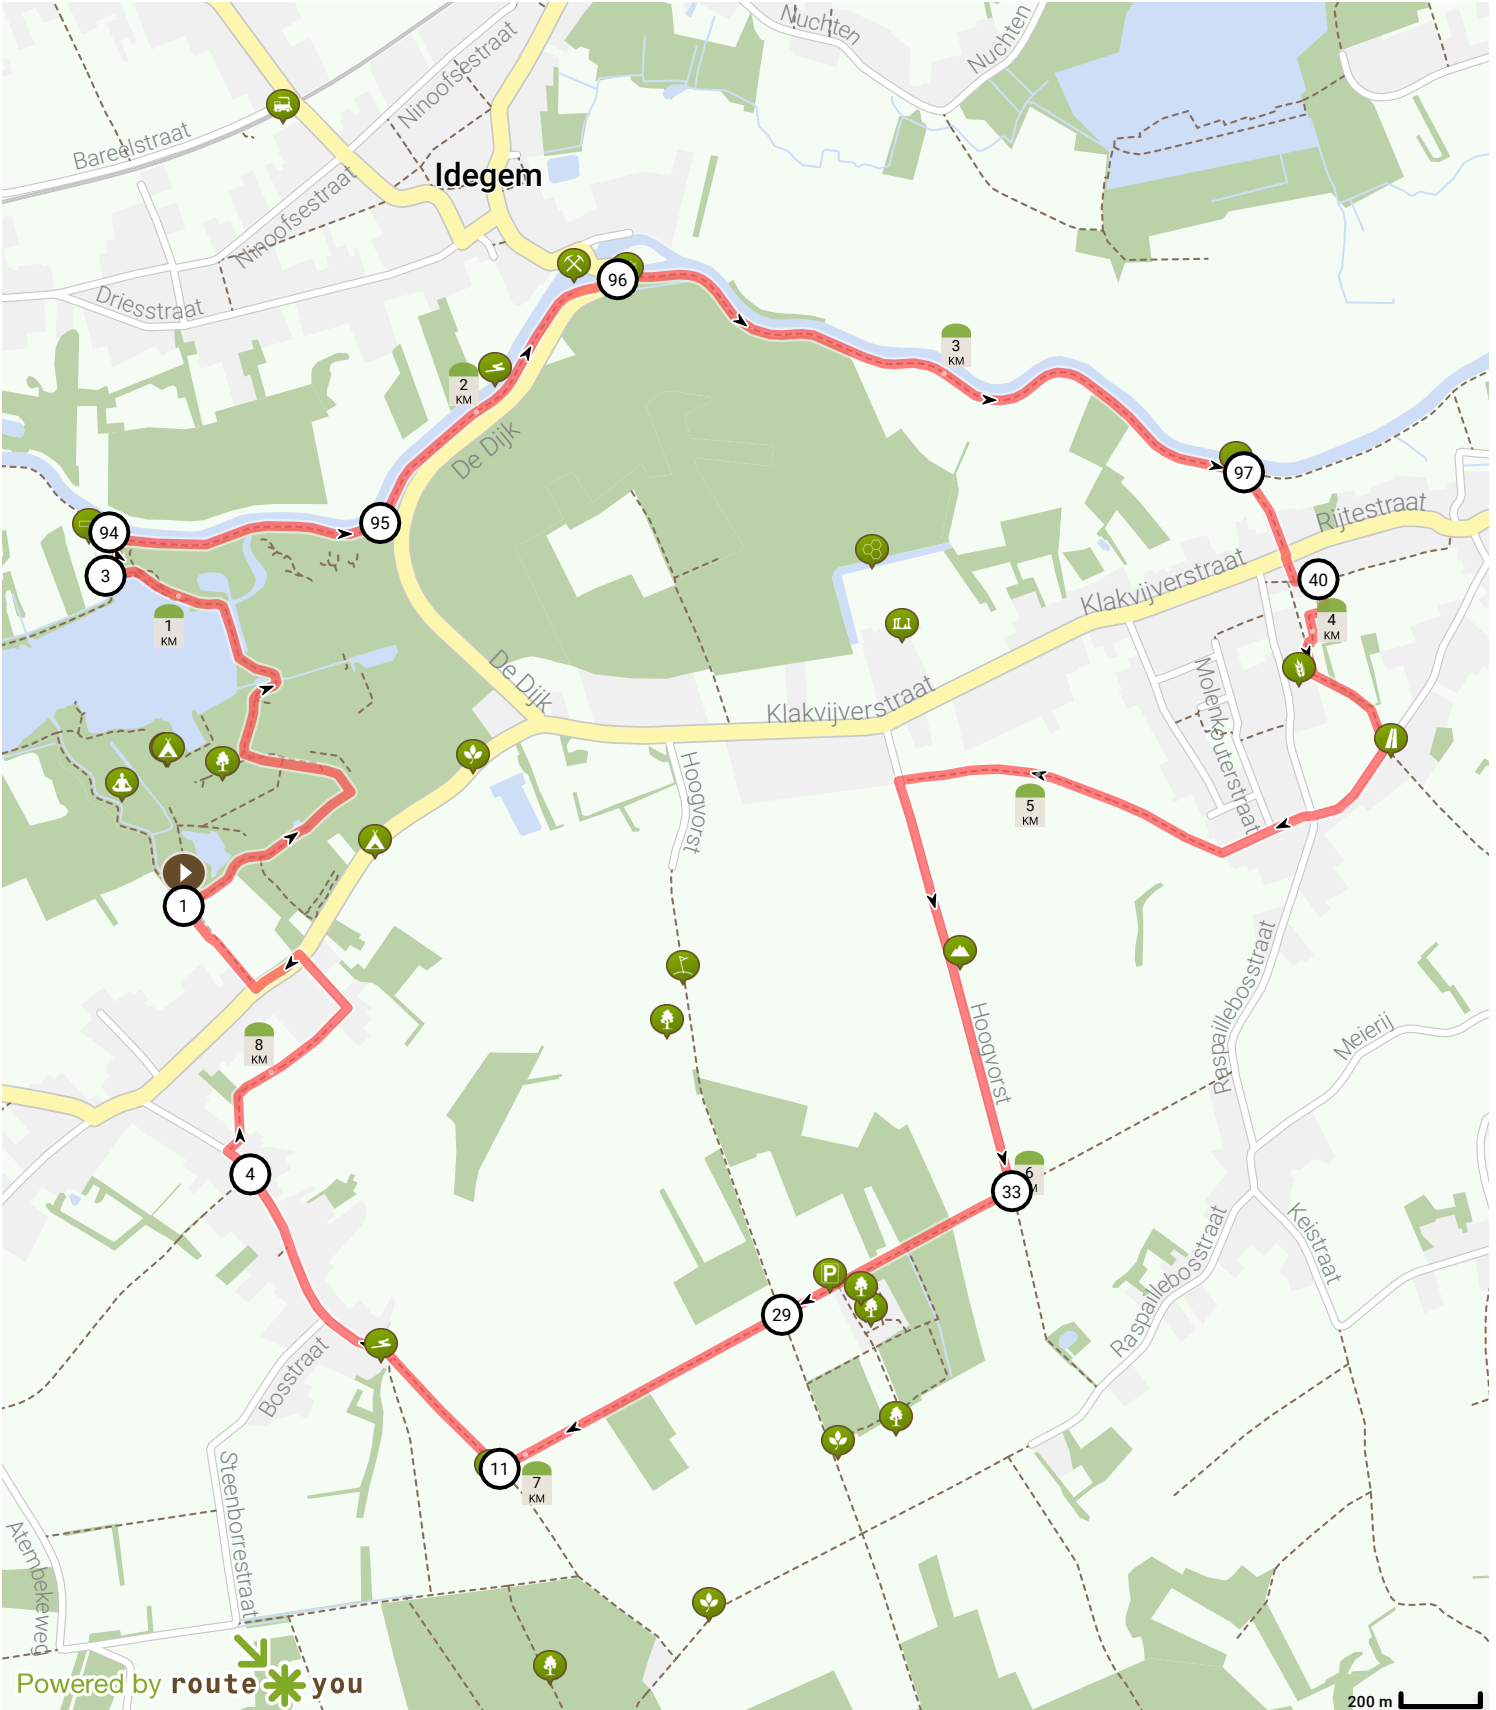 Nuchten
Nuchten
Ninoofsestraat
Bareelstraat
Idegem
Ninoofsestraat
Driesstraat
96
3
KM
2
KM
De Dijk
97
95
94
Rijtestraat
3
Klakvijverstraat
40
1
KM
4
KM
De Dijk
Molenkouterstraat
Klakvijverstraat
Hoogvorst
5
KM
1
Raspaillebosstraat
Hoogvorst
Meierij
8
KM
4
6
33
Keistraat
Raspaillebosstraat
P
29
Bosstraat
11
7
KM
Steenborrestraat
Atembekeweg
Powered by route you
200 m